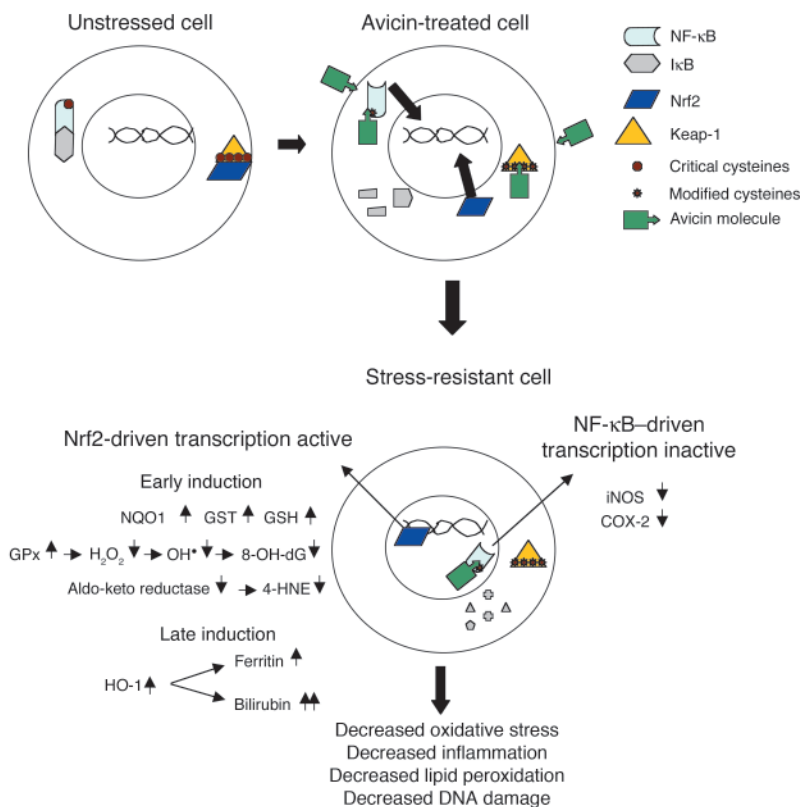 Unstressed cell
Avicin-treated cell
NF-κB
IκB
Nrf2
Keap-1
Critical cysteines
Modified cysteines
Avicin molecule
Stress-resistant cell
Nrf2-driven transcription active
NF-κB–driven
transcription inactive
Early induction
NQO1 GST GSH
GPx H2O2 OH• 8-OH-dG
Aldo-keto reductase 4-HNE
iNOS
COX-2
Late induction
HO-1
Ferritin
Bilirubin
Decreased oxidative stress
Decreased inflammation
Decreased lipid peroxidation
Decreased DNA damage